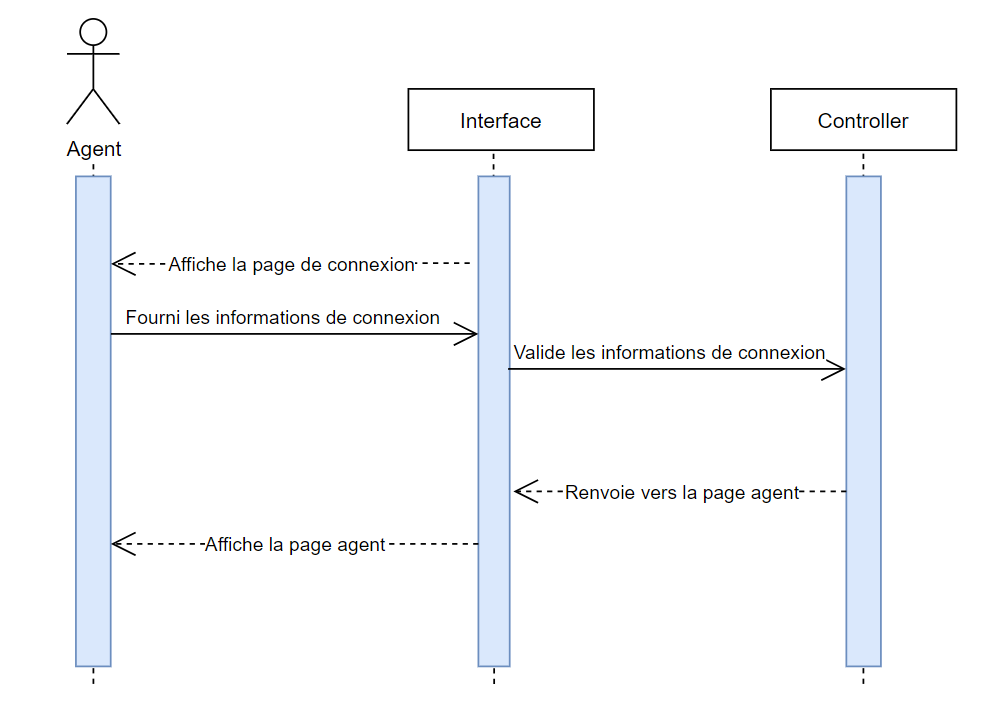 Agent
Interface
Controller
Affiche la page de connexion
Fourni les informations de connexion
Valide les informations de connexion
Renvoie vers la page agent
Affiche la page agent